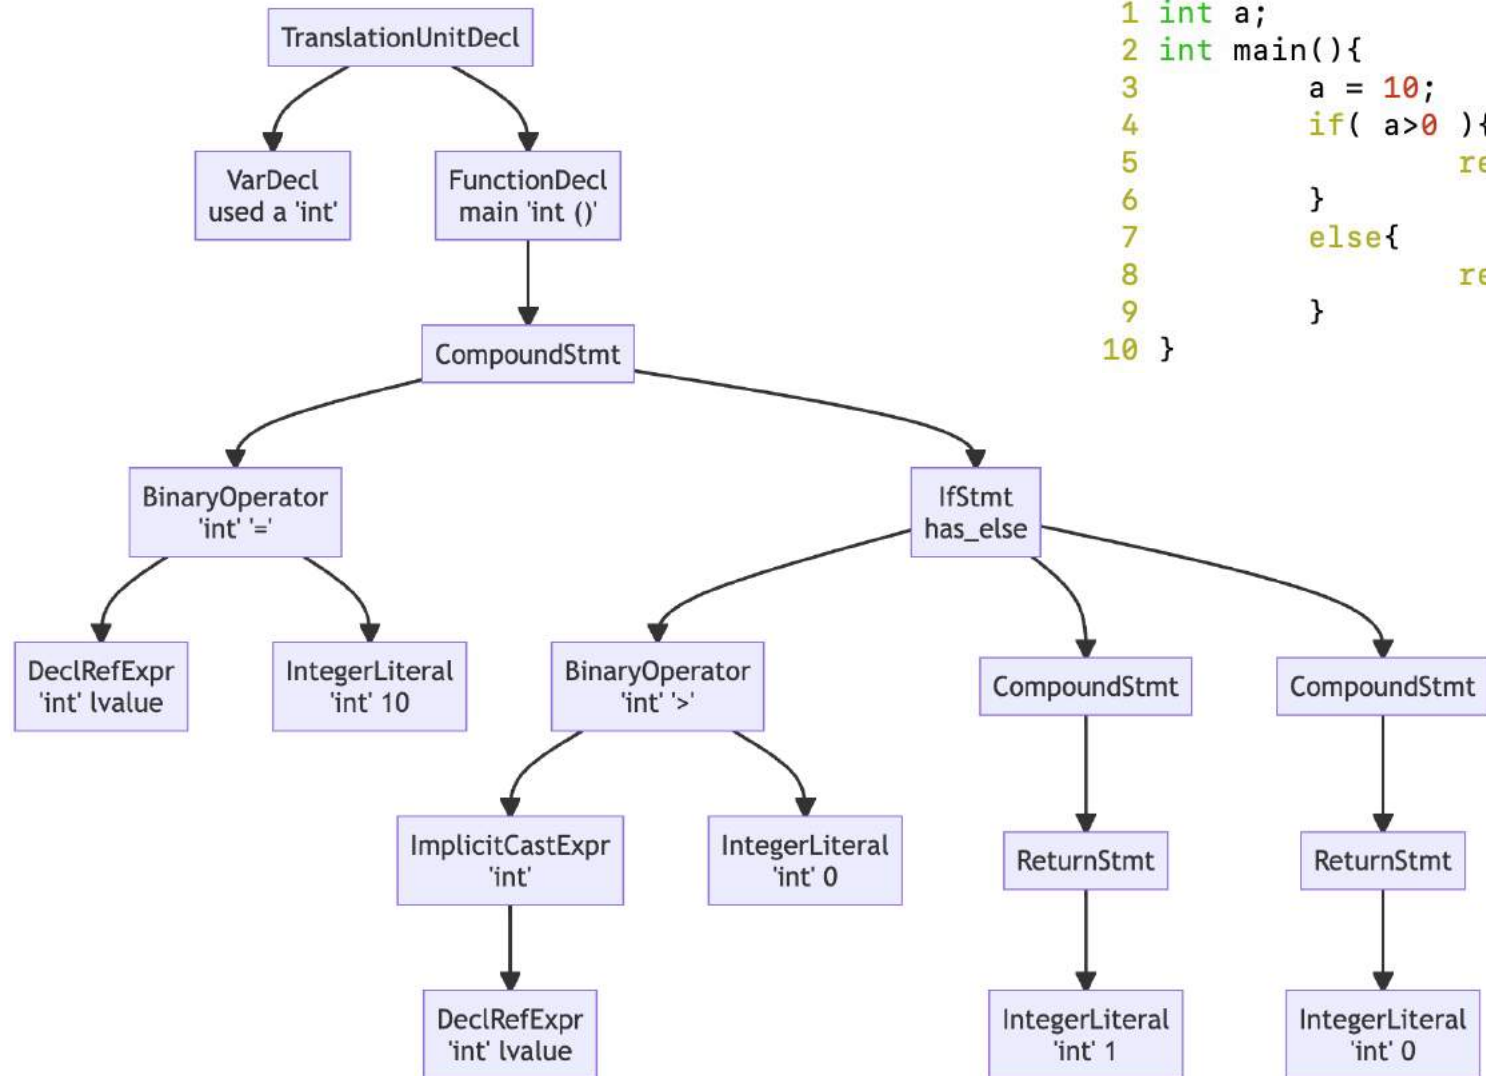 TranslationUnitDecl
VarDecl
used a 'int'
FunctionDecl
main 'int ()'
CompoundStmt
BinaryOperator
'int' '='
IfStmt
has_else
DeclRefExpr
'int' lvalue
IntegerLiteral
'int' 10
BinaryOperator
'int' '>'
CompoundStmt
CompoundStmt
ImplicitCastExpr
'int'
IntegerLiteral
'int' 0
ReturnStmt
ReturnStmt
DeclRefExpr
'int' lvalue
IntegerLiteral
'int' 1
IntegerLiteral
'int' 0
1 int a;
2 int main(){
3 a = 10;
4 if( a>0 ){
5 re
6 }
7 else{
8 re
9 }
10 }